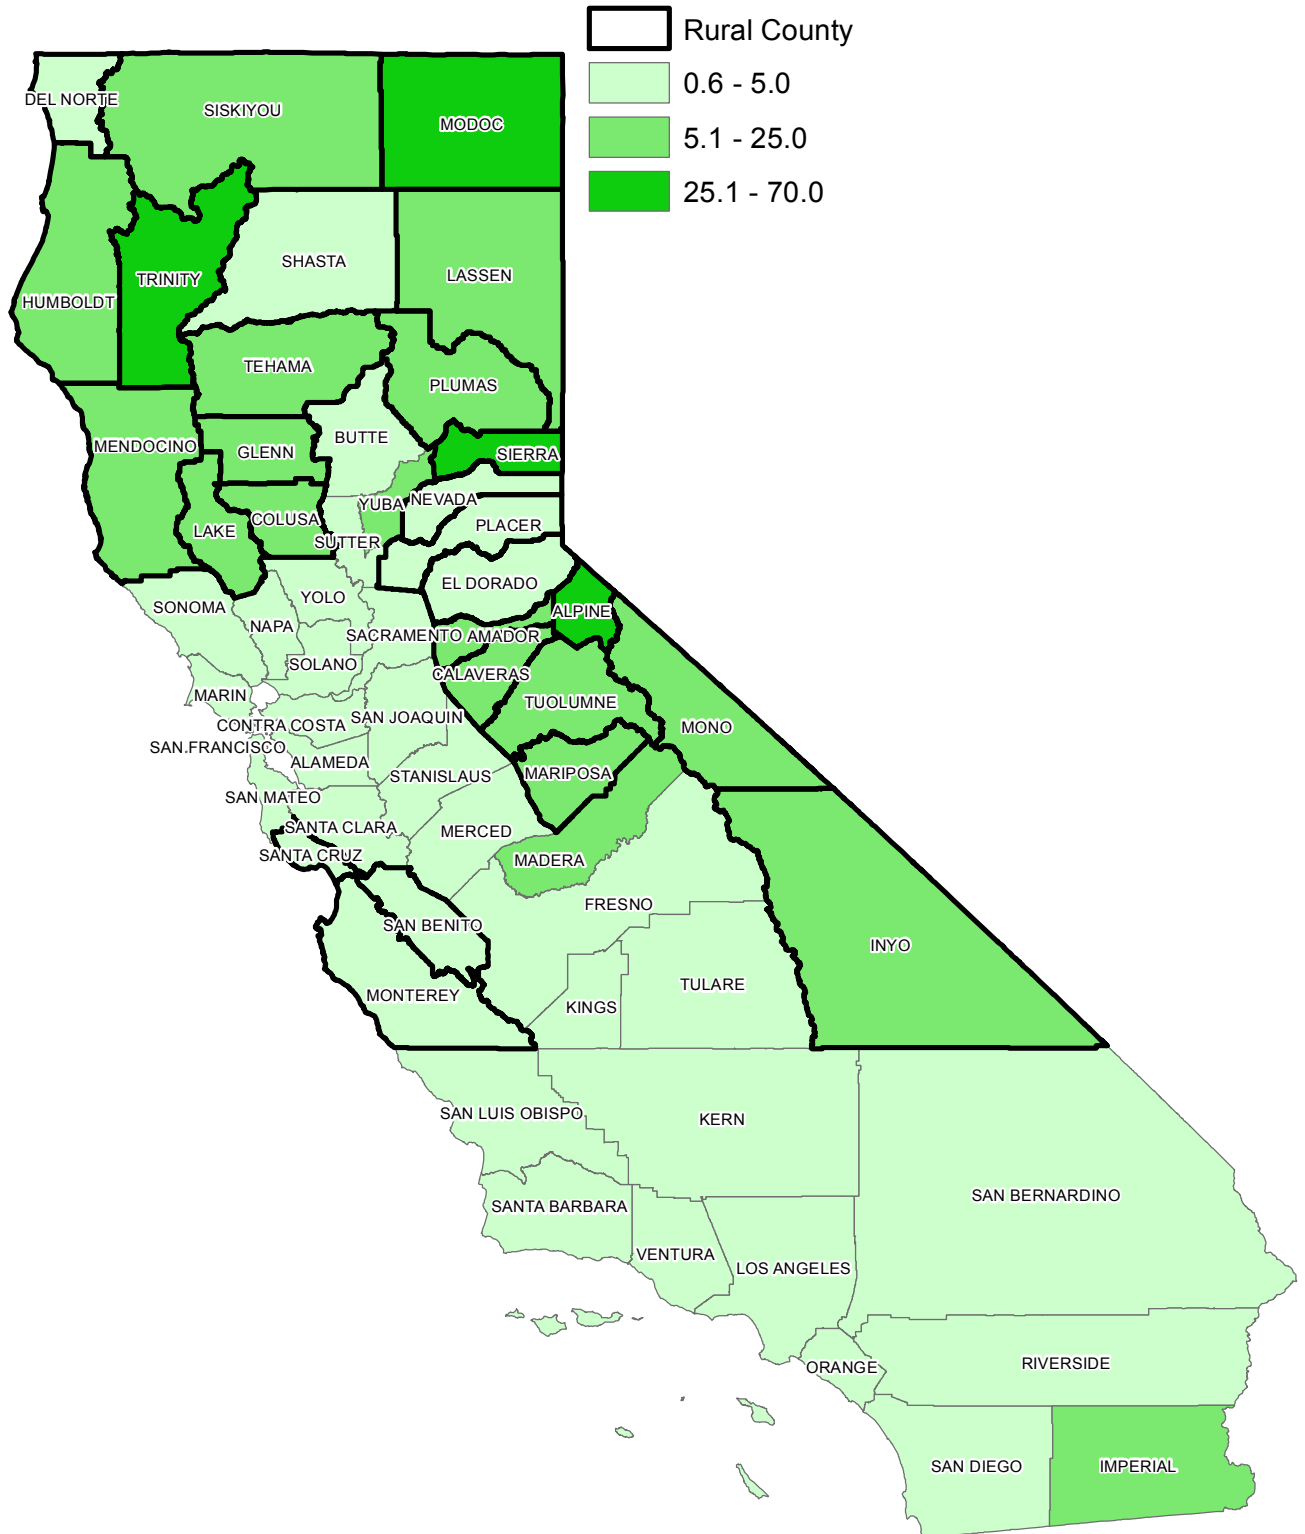 Rural County
0.6 - 5.0
5.1 - 25.0
25.1 - 70.0
DEL NORTE
SISKIYOU
MODOC
SHASTA
LASSEN
TRINITY
HUMBOLDT
TEHAMA
PLUMAS
BUTTE
MENDOCINO
GLENN
SIERRA
NEVADA
YUBA
COLUSA
PLACER
LAKE
SUTTER
EL DORADO
YOLO
SONOMA
ALPINE
NAPA
SACRAMENTO
AMADOR
SOLANO
CALAVERAS
MARIN
TUOLUMNE
SAN JOAQUIN
CONTRA COSTA
MONO
SAN.FRANCISCO
ALAMEDA
MARIPOSA
STANISLAUS
SAN MATEO
SANTA CLARA
MERCED
SANTA CRUZ
MADERA
FRESNO
SAN BENITO
INYO
TULARE
MONTEREY
KINGS
SAN LUIS OBISPO
KERN
SAN BERNARDINO
SANTA BARBARA
VENTURA
LOS ANGELES
RIVERSIDE
ORANGE
SAN DIEGO
IMPERIAL